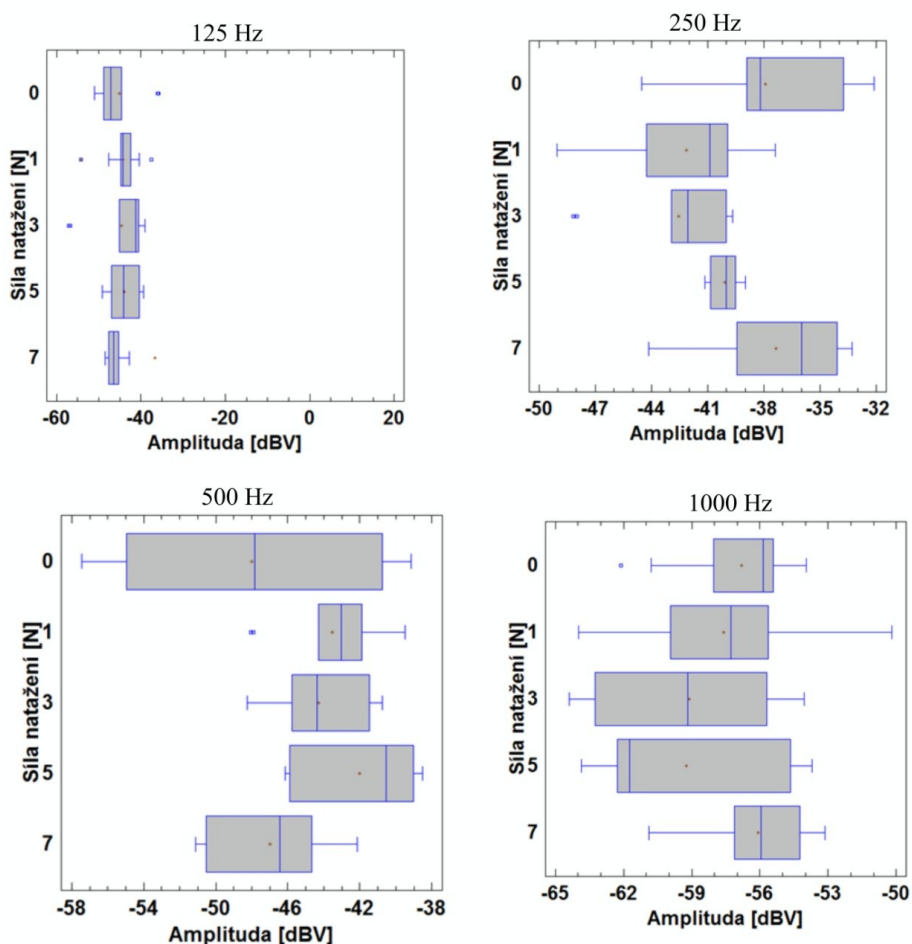 125 Hz
Síla natažení [N]
0
1
3
5
7
-60 -40 -20 0 20
Amplituda [dBV]
250 Hz
Síla natažení [N]
0
1
3
5
7
-50 -47 -44 -41 -38 -35 -32
Amplituda [dBV]
500 Hz
Síla natažení [N]
0
1
3
5
7
-58 -54 -50 -46 -42 -38
Amplituda [dBV]
1000 Hz
Síla natažení [N]
0
1
3
5
7
-65 -62 -59 -56 -53 -50
Amplituda [dBV]